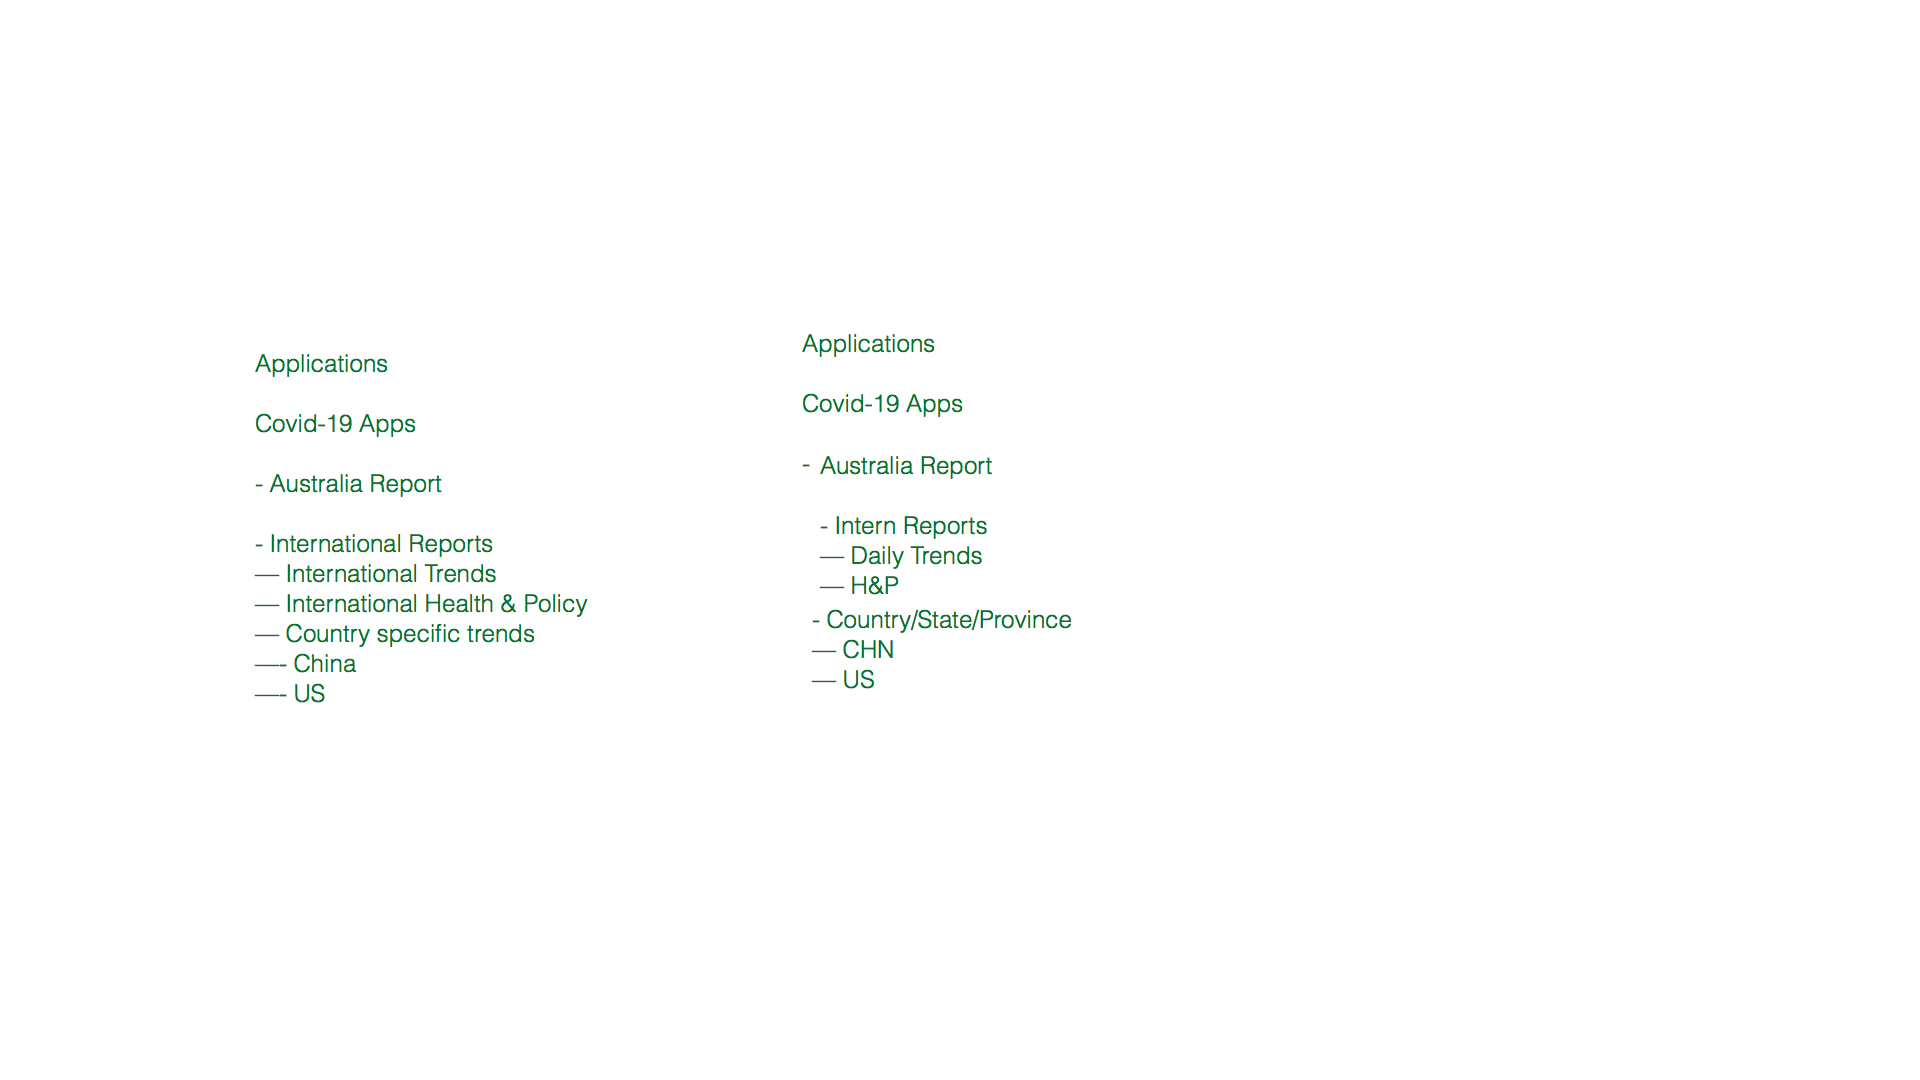 Applications
Covid-19 Apps
- Australia Report
- International Reports
— International Trends
— International Health & Policy
— Country specific trends
—- China
—- US
Applications
Covid-19 Apps
- Australia Report
- Intern Reports
— Daily Trends
— H&P
- Country/State/Province
— CHN
— US